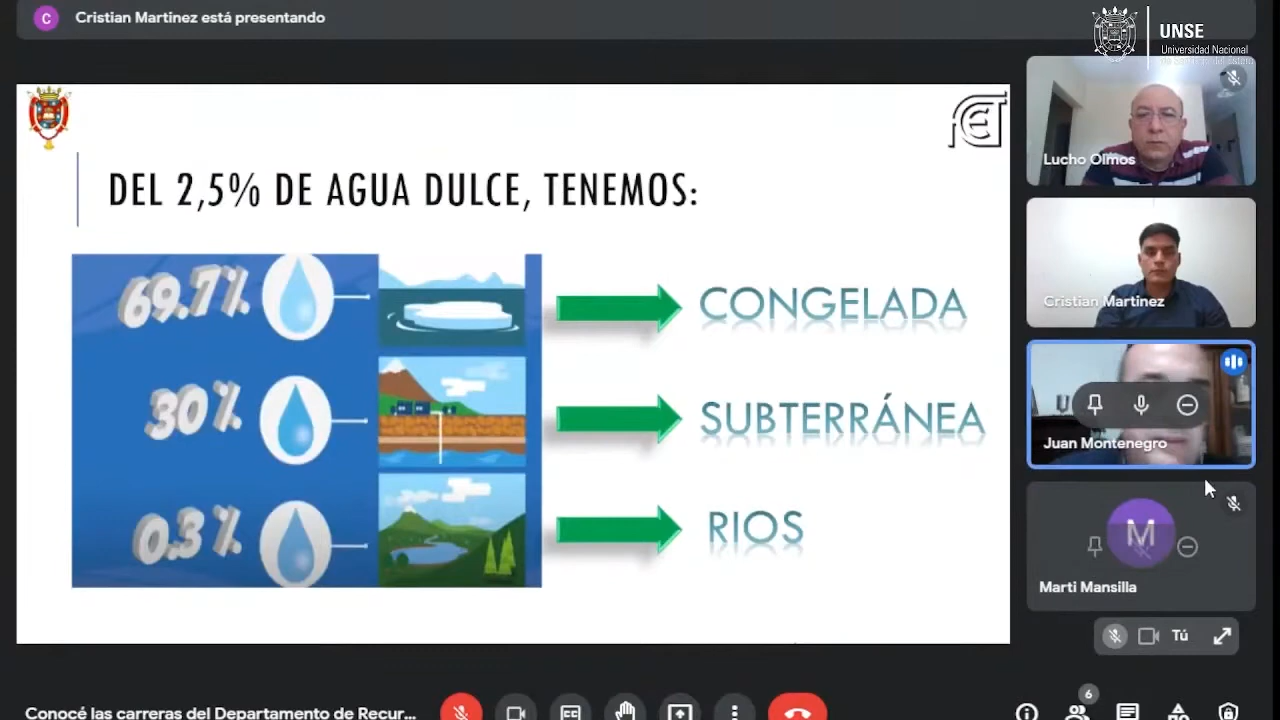 C
Cristian Martinez está presentando
UNSE
Universidad Nacional
DEL 2,5% DE AGUA DULCE, TENEMOS:
69.7%
CONGELADA
30%
SUBTERRÁNEA
0.3%
RIOS
Lucho Olmos
Cristian Martinez
Juan Montenegro
M
Marti Mansilla
Tú
Conocé las carreras del Departamento de Recur...
6